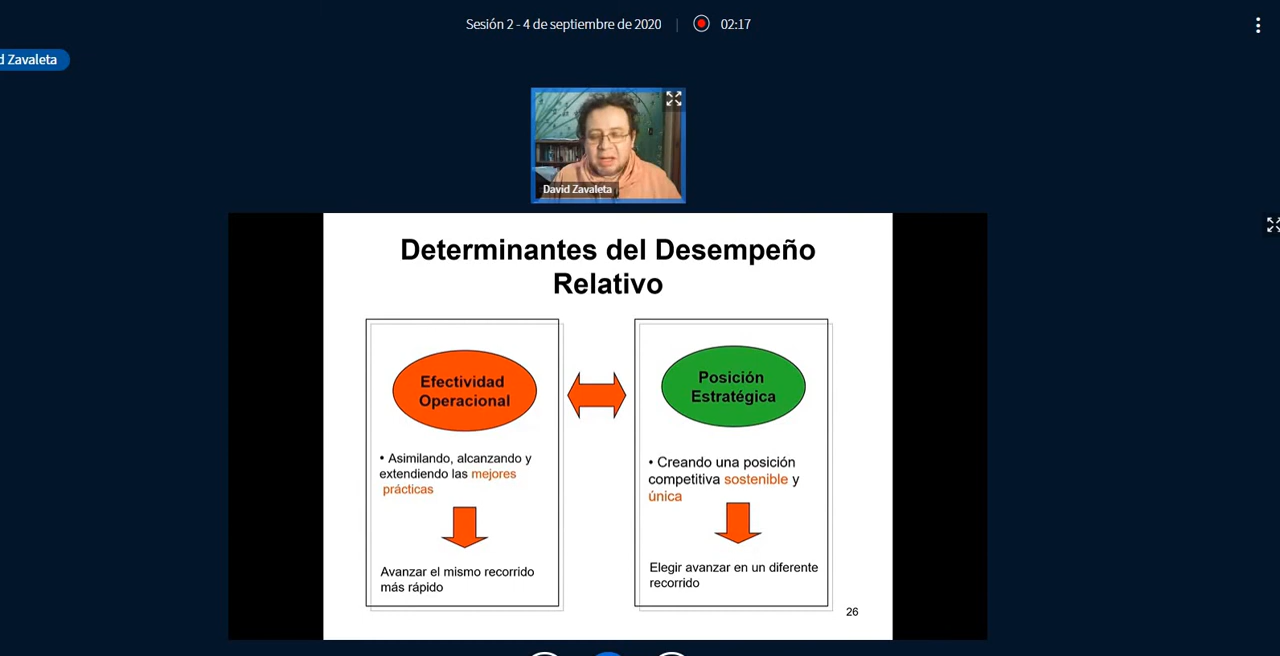 Sesión 2 - 4 de septiembre de 2020 | 02:17
d Zavaleta
David Zavaleta
Determinantes del Desempeño
Relativo
Efectividad
Operacional
• Asimilando, alcanzando y
extendiendo las mejores
prácticas
Avanzar el mismo recorrido
más rápido
Posición
Estratégica
• Creando una posición
competitiva sostenible y
única
Elegir avanzar en un diferente
recorrido
26